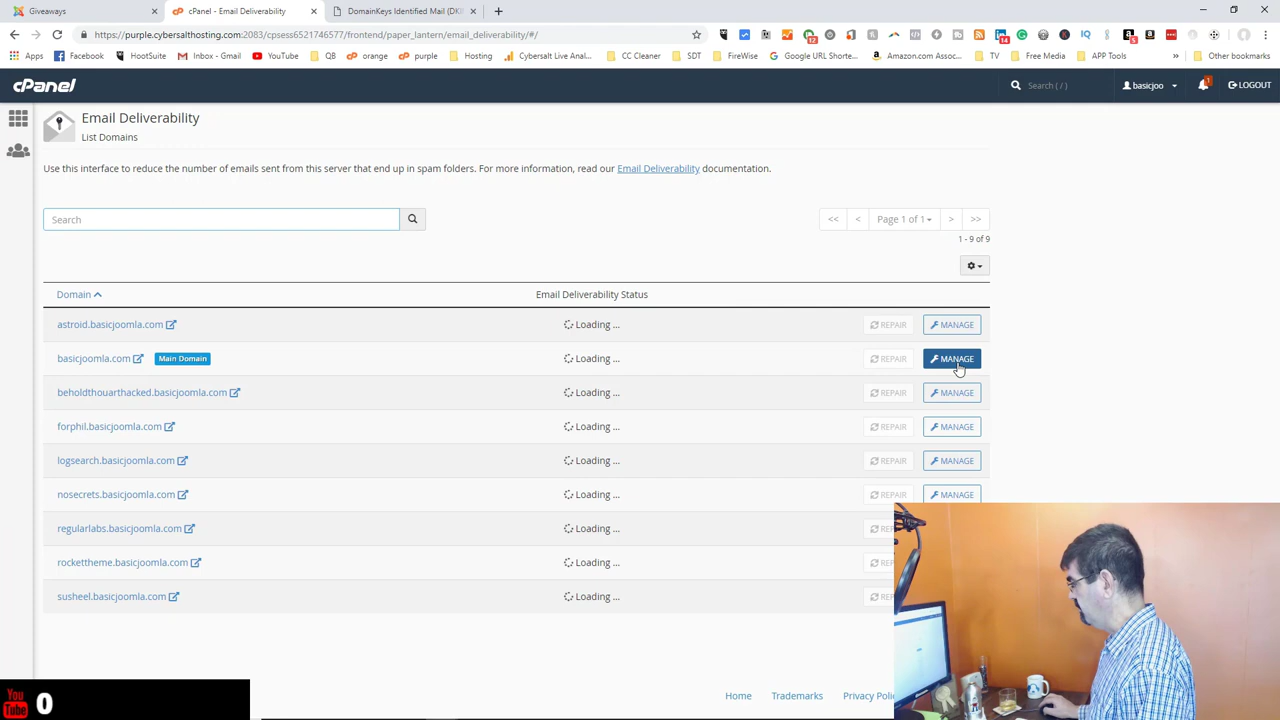 Giveaways
cPanel - Email Deliverability
DomainKeys Identified Mail (DKI
https://purple.cybersalthosting.com:2083/cpsess6521746577/frontend/paper_lantern/email_deliverability/#/
Apps
Facebook
HootSuite
Inbox - Gmail
YouTube
QB
orange
purple
Hosting
Cybersalt Live Anal...
CC Cleaner
SDT
FireWise
Google URL Shorte...
Amazon.com Assoc...
TV
Free Media
APP Tools
Other bookmarks
cPanel
Search ( / )
basicjoo
1
LOGOUT
Email Deliverability
List Domains
Use this interface to reduce the number of emails sent from this server that end up in spam folders. For more information, read our Email Deliverability documentation.
Search
<< < Page 1 of 1 > >>
1 - 9 of 9
Domain Email Deliverability Status
astroid.basicjoomla.com Loading ... REPAIR MANAGE
basicjoomla.com Main Domain Loading ... REPAIR MANAGE
beholdthouarthacked.basicjoomla.com Loading ... REPAIR MANAGE
forphil.basicjoomla.com Loading ... REPAIR MANAGE
logsearch.basicjoomla.com Loading ... REPAIR MANAGE
nosecrets.basicjoomla.com Loading ... REPAIR MANAGE
regularlabs.basicjoomla.com Loading ...
rockettheme.basicjoomla.com Loading ...
susheel.basicjoomla.com Loading ...
Home Trademarks Privacy
You Tube 0